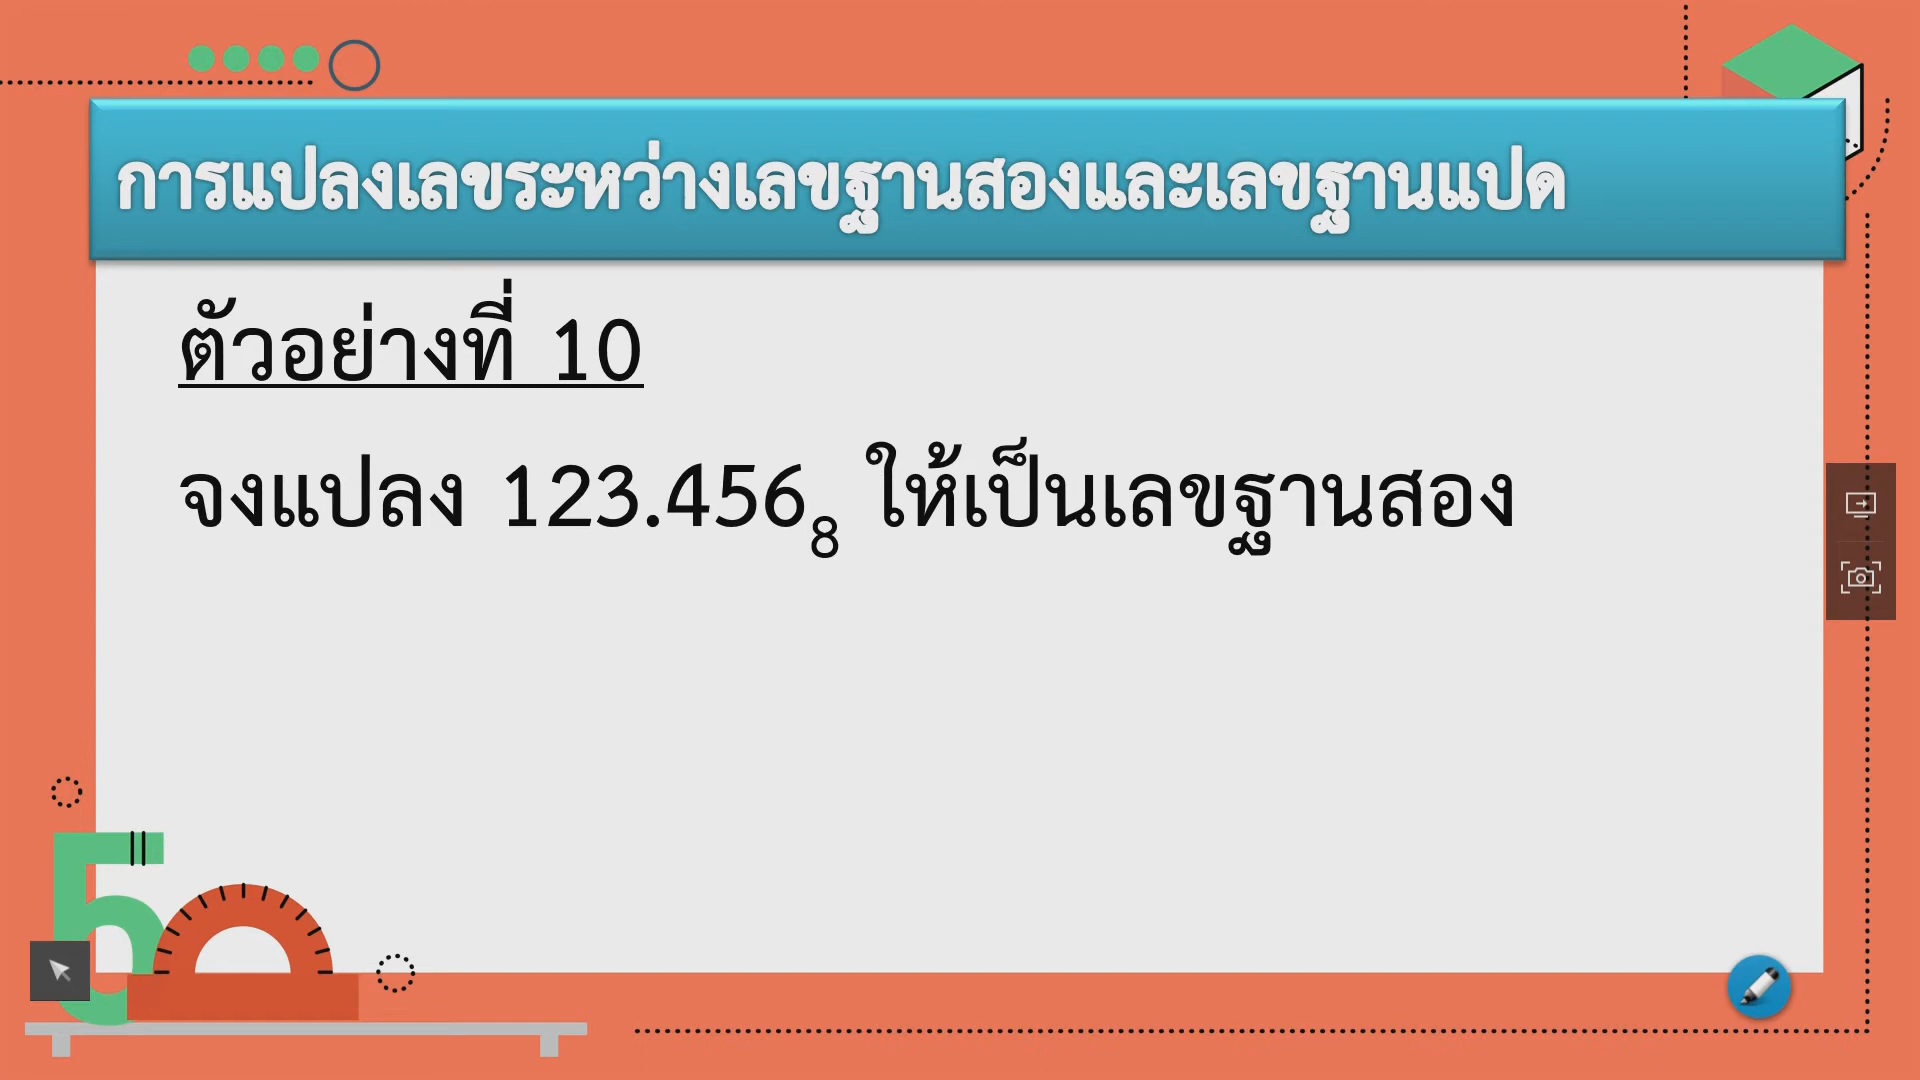 การแปลงเลขระหว่างเลขฐานสองและเลขฐานแปด
ตัวอย่างที่ 10
จงแปลง 123.456₈ ให้เป็นเลขฐานสอง
5